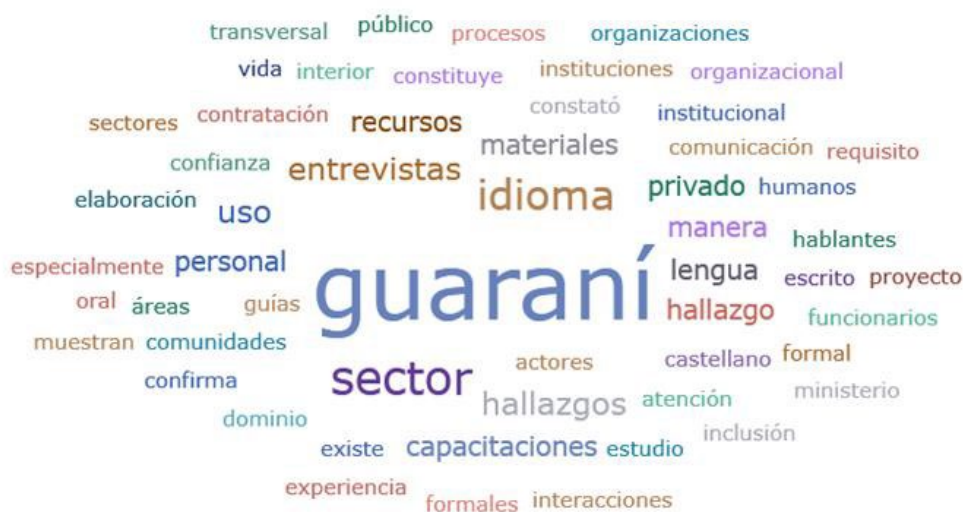 transversal público procesos organizaciones
vida interior constituye instituciones organizacional
sectores contratación recursos constató institucional
confianza entrevistas materiales comunicación requisito
elaboración uso idioma privado humanos
manera hablantes
especialmente personal guaraní lengua escrito proyecto
oral áreas guías hallazgo funcionarios
muestran comunidades actores castellano formal
confirma sector hallazgos atención ministerio
dominio inclusión
existe capacitaciones estudio
experiencia formales interacciones